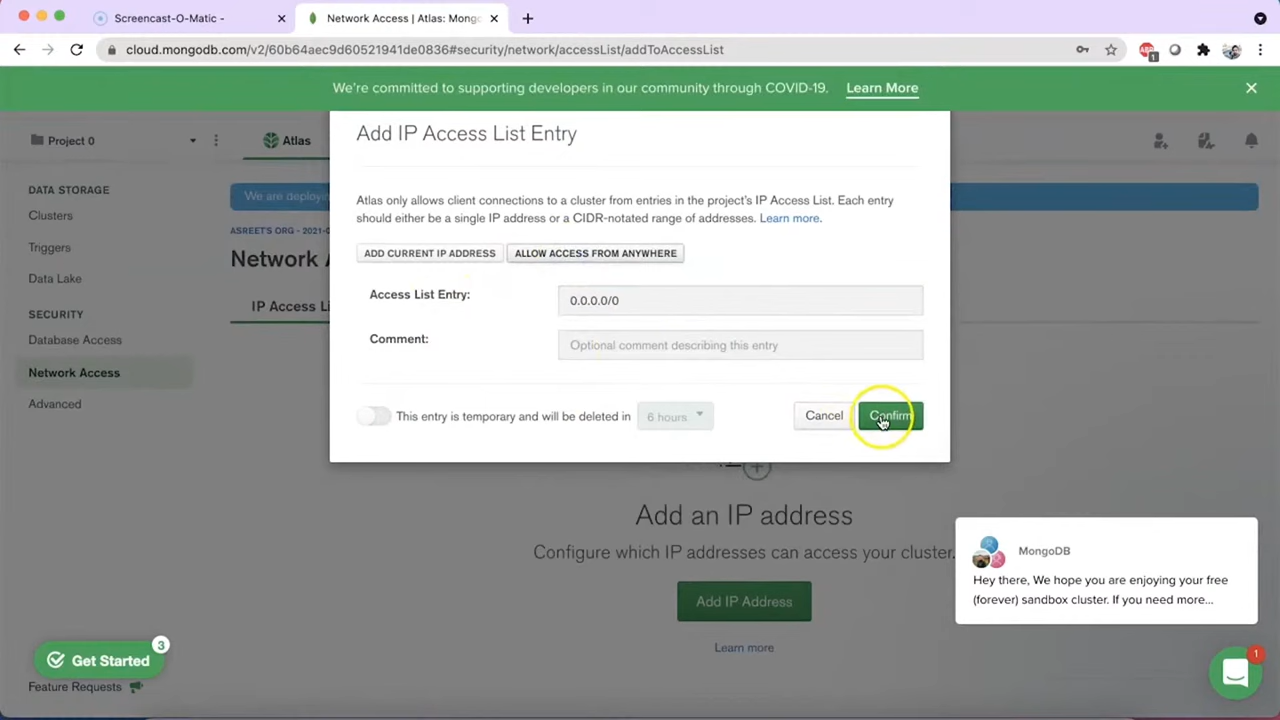 Screencast-O-Matic -
Network Access | Atlas: Mong
cloud.mongodb.com/v2/60b64aec9d60521941de0836#security/network/accessList/addToAccessList
1
We're committed to supporting developers in our community through COVID-19. Learn More
Project 0
Atlas
Add IP Access List Entry
DATA STORAGE
Clusters
Triggers
Data Lake
SECURITY
Database Access
Network Access
Advanced
We are deploy
ASREET'S ORG - 2021-
Network
IP Access Li
Atlas only allows client connections to a cluster from entries in the project's IP Access List. Each entry
should either be a single IP address or a CIDR-notated range of addresses. Learn more.
ADD CURRENT IP ADDRESS
ALLOW ACCESS FROM ANYWHERE
Access List Entry:
0.0.0.0/0
Comment:
Optional comment describing this entry
This entry is temporary and will be deleted in
6 hours
Cancel
Confirm
Add an IP address
Configure which IP addresses can access your cluster.
Add IP Address
Learn more
MongoDB
Hey there, We hope you are enjoying your free
(forever) sandbox cluster. If you need more...
Get Started
3
Feature Requests
1